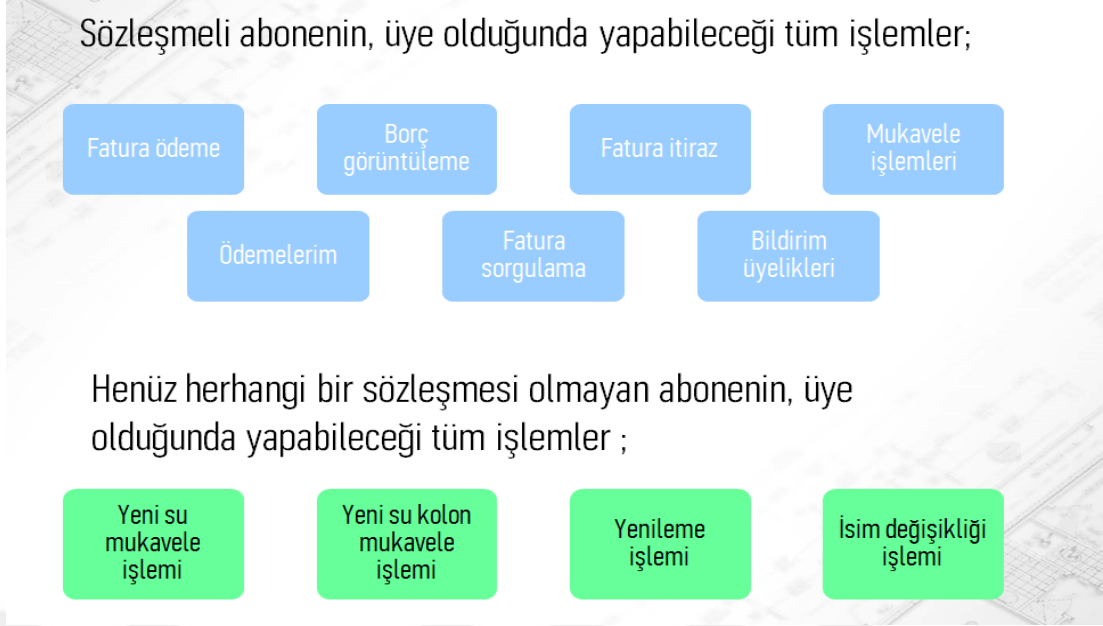 Sözleşmeli abonenin, üye olduğunda yapabileceği tüm işlemler;
Fatura ödeme
Borç
görüntüleme
Fatura itiraz
Mukavele
işlemleri
Ödemelerim
Fatura
sorgulama
Bildirim
üyelikleri
Henüz herhangi bir sözleşmesi olmayan abonenin, üye
olduğunda yapabileceği tüm işlemler ;
Yeni su
mukavele
işlemi
Yeni su kolon
mukavele
işlemi
Yenileme
işlemi
İsim değişikliği
işlemi